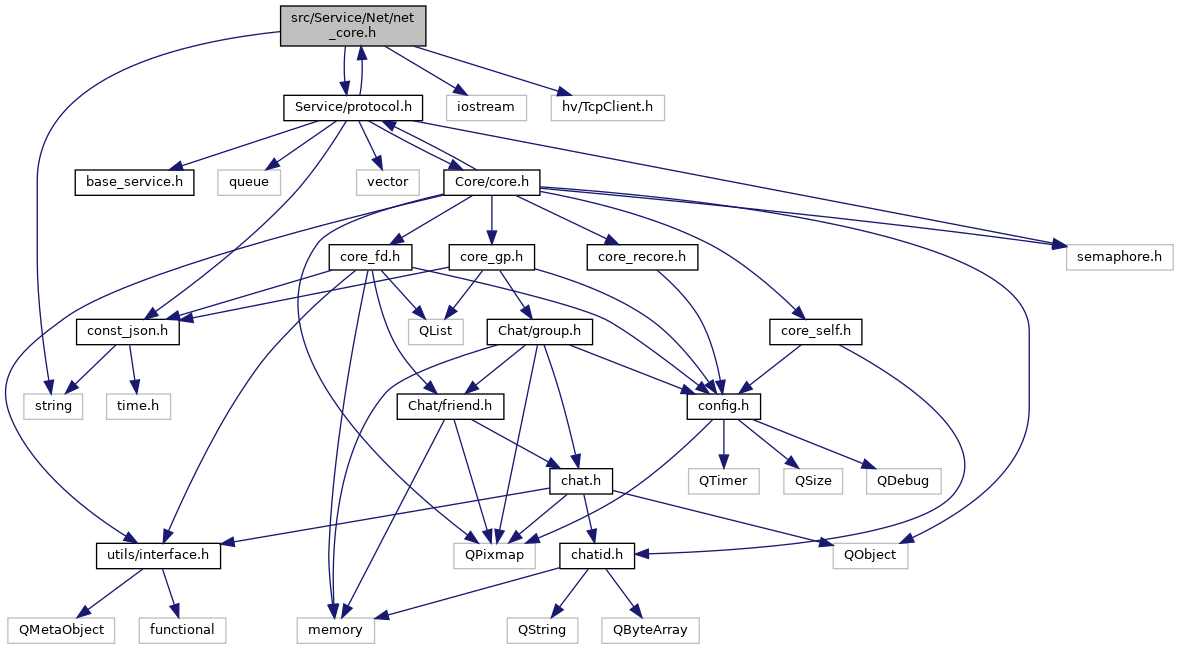 src/Service/Net/net
_core.h
Service/protocol.h
iostream
hv/TcpClient.h
base_service.h
queue
vector
Core/core.h
core_fd.h
core_gp.h
core_recore.h
semaphore.h
const_json.h
QList
Chat/group.h
core_self.h
string
time.h
Chat/friend.h
config.h
chat.h
QTimer
QSize
QDebug
utils/interface.h
QPixmap
chatid.h
QObject
QMetaObject
functional
memory
QString
QByteArray